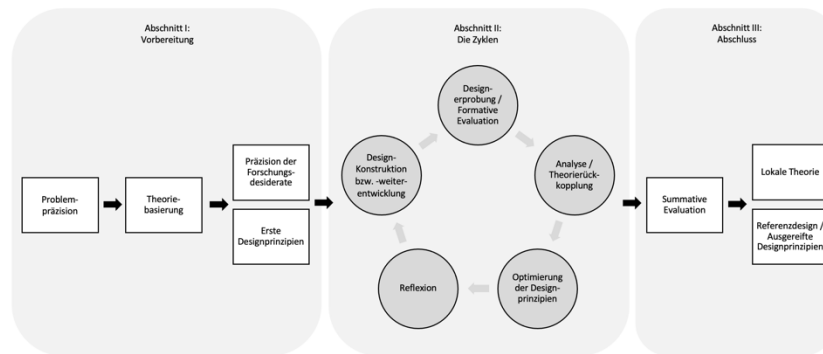 Abschnitt I:
Vorbereitung
Problem-
präzision
Theorie-
basierung
Präzision der
Forschungs-
desiderate
Erste
Designprinzipien
Abschnitt II:
Die Zyklen
Design-
erprobung /
Formative
Evaluation
Design-
Konstruktion
bzw. -weiter-
entwicklung
Analyse /
Theorierück-
kopplung
Optimierung
der Design-
prinzipien
Reflexion
Abschnitt III:
Abschluss
Summative
Evaluation
Lokale Theorie
Referenzdesign /
Ausgereifte
Designprinzipien